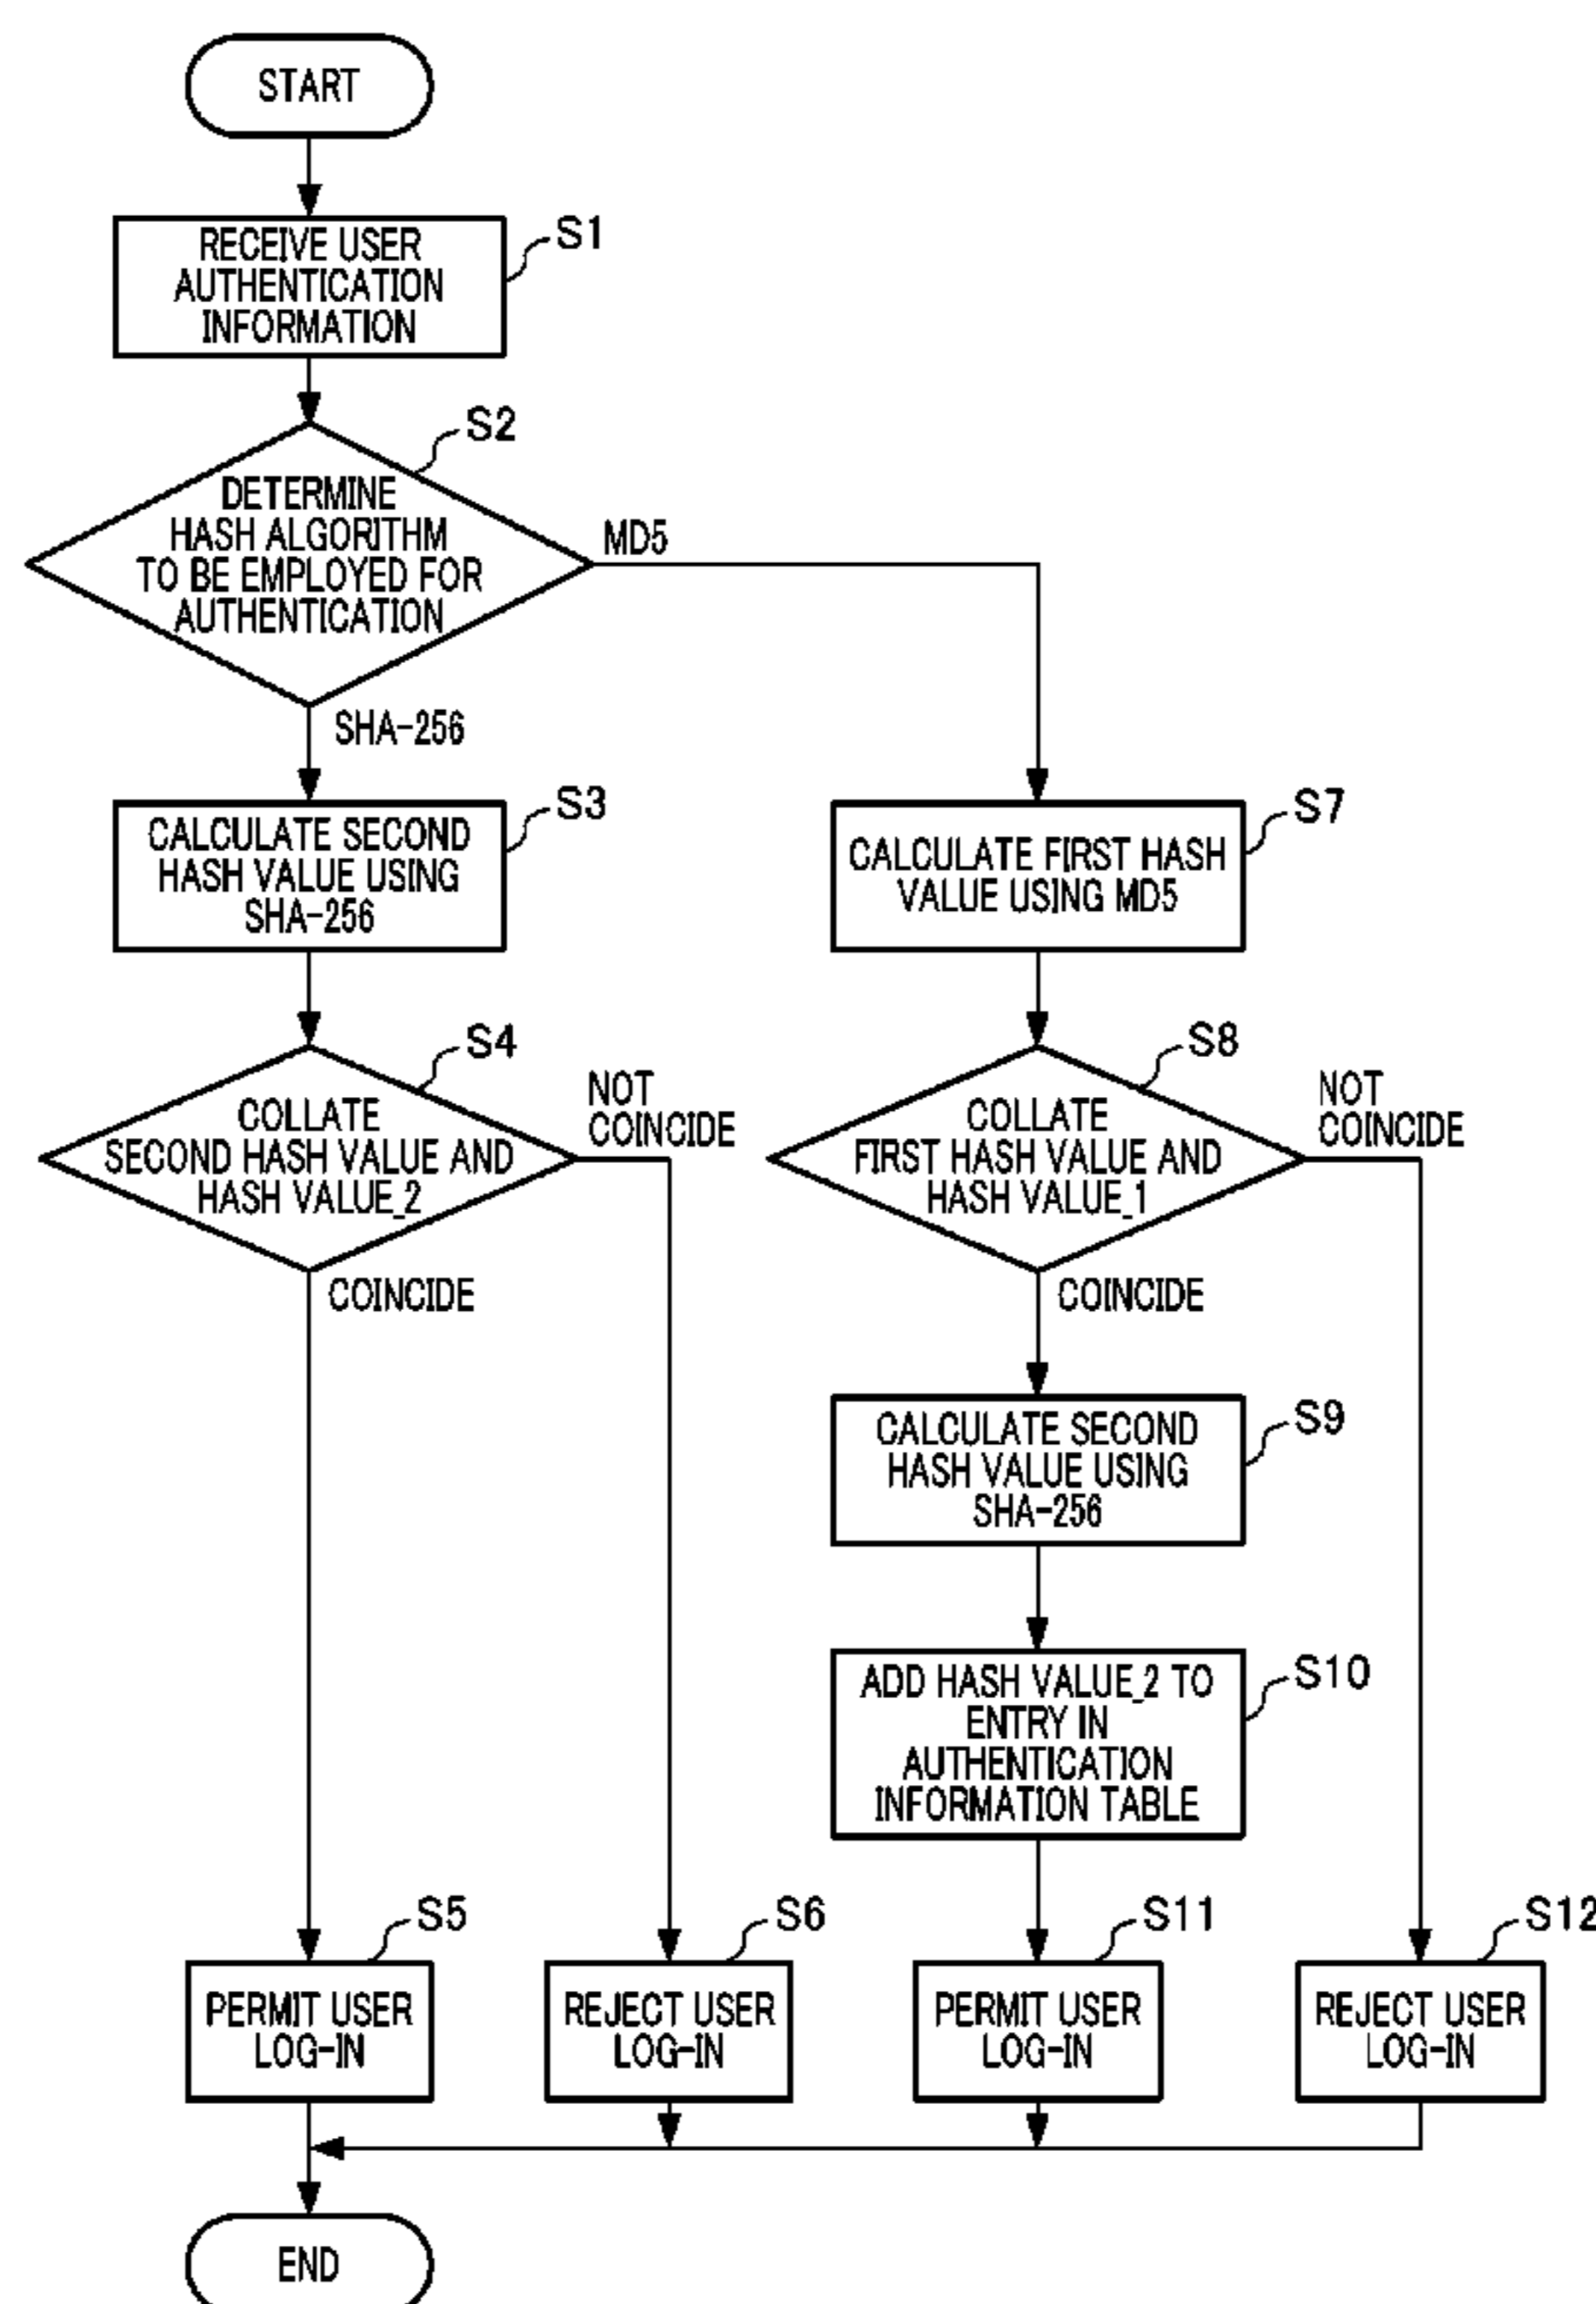 START
S1
RECEIVE USER
AUTHENTICATION
INFORMATION
S2
DETERMINE
HASH ALGORITHM
TO BE EMPLOYED FOR
AUTHENTICATION
MD5
SHA-256
S3
CALCULATE SECOND
HASH VALUE USING
SHA-256
S7
CALCULATE FIRST HASH
VALUE USING MD5
S4
COLLATE
SECOND HASH VALUE AND
HASH VALUE_2
NOT
COINCIDE
COINCIDE
S8
COLLATE
FIRST HASH VALUE AND
HASH VALUE_1
NOT
COINCIDE
COINCIDE
S9
CALCULATE SECOND
HASH VALUE USING
SHA-256
S10
ADD HASH VALUE_2 TO
ENTRY IN
AUTHENTICATION
INFORMATION TABLE
S5
PERMIT USER
LOG-IN
S6
REJECT USER
LOG-IN
S11
PERMIT USER
LOG-IN
S12
REJECT USER
LOG-IN
END